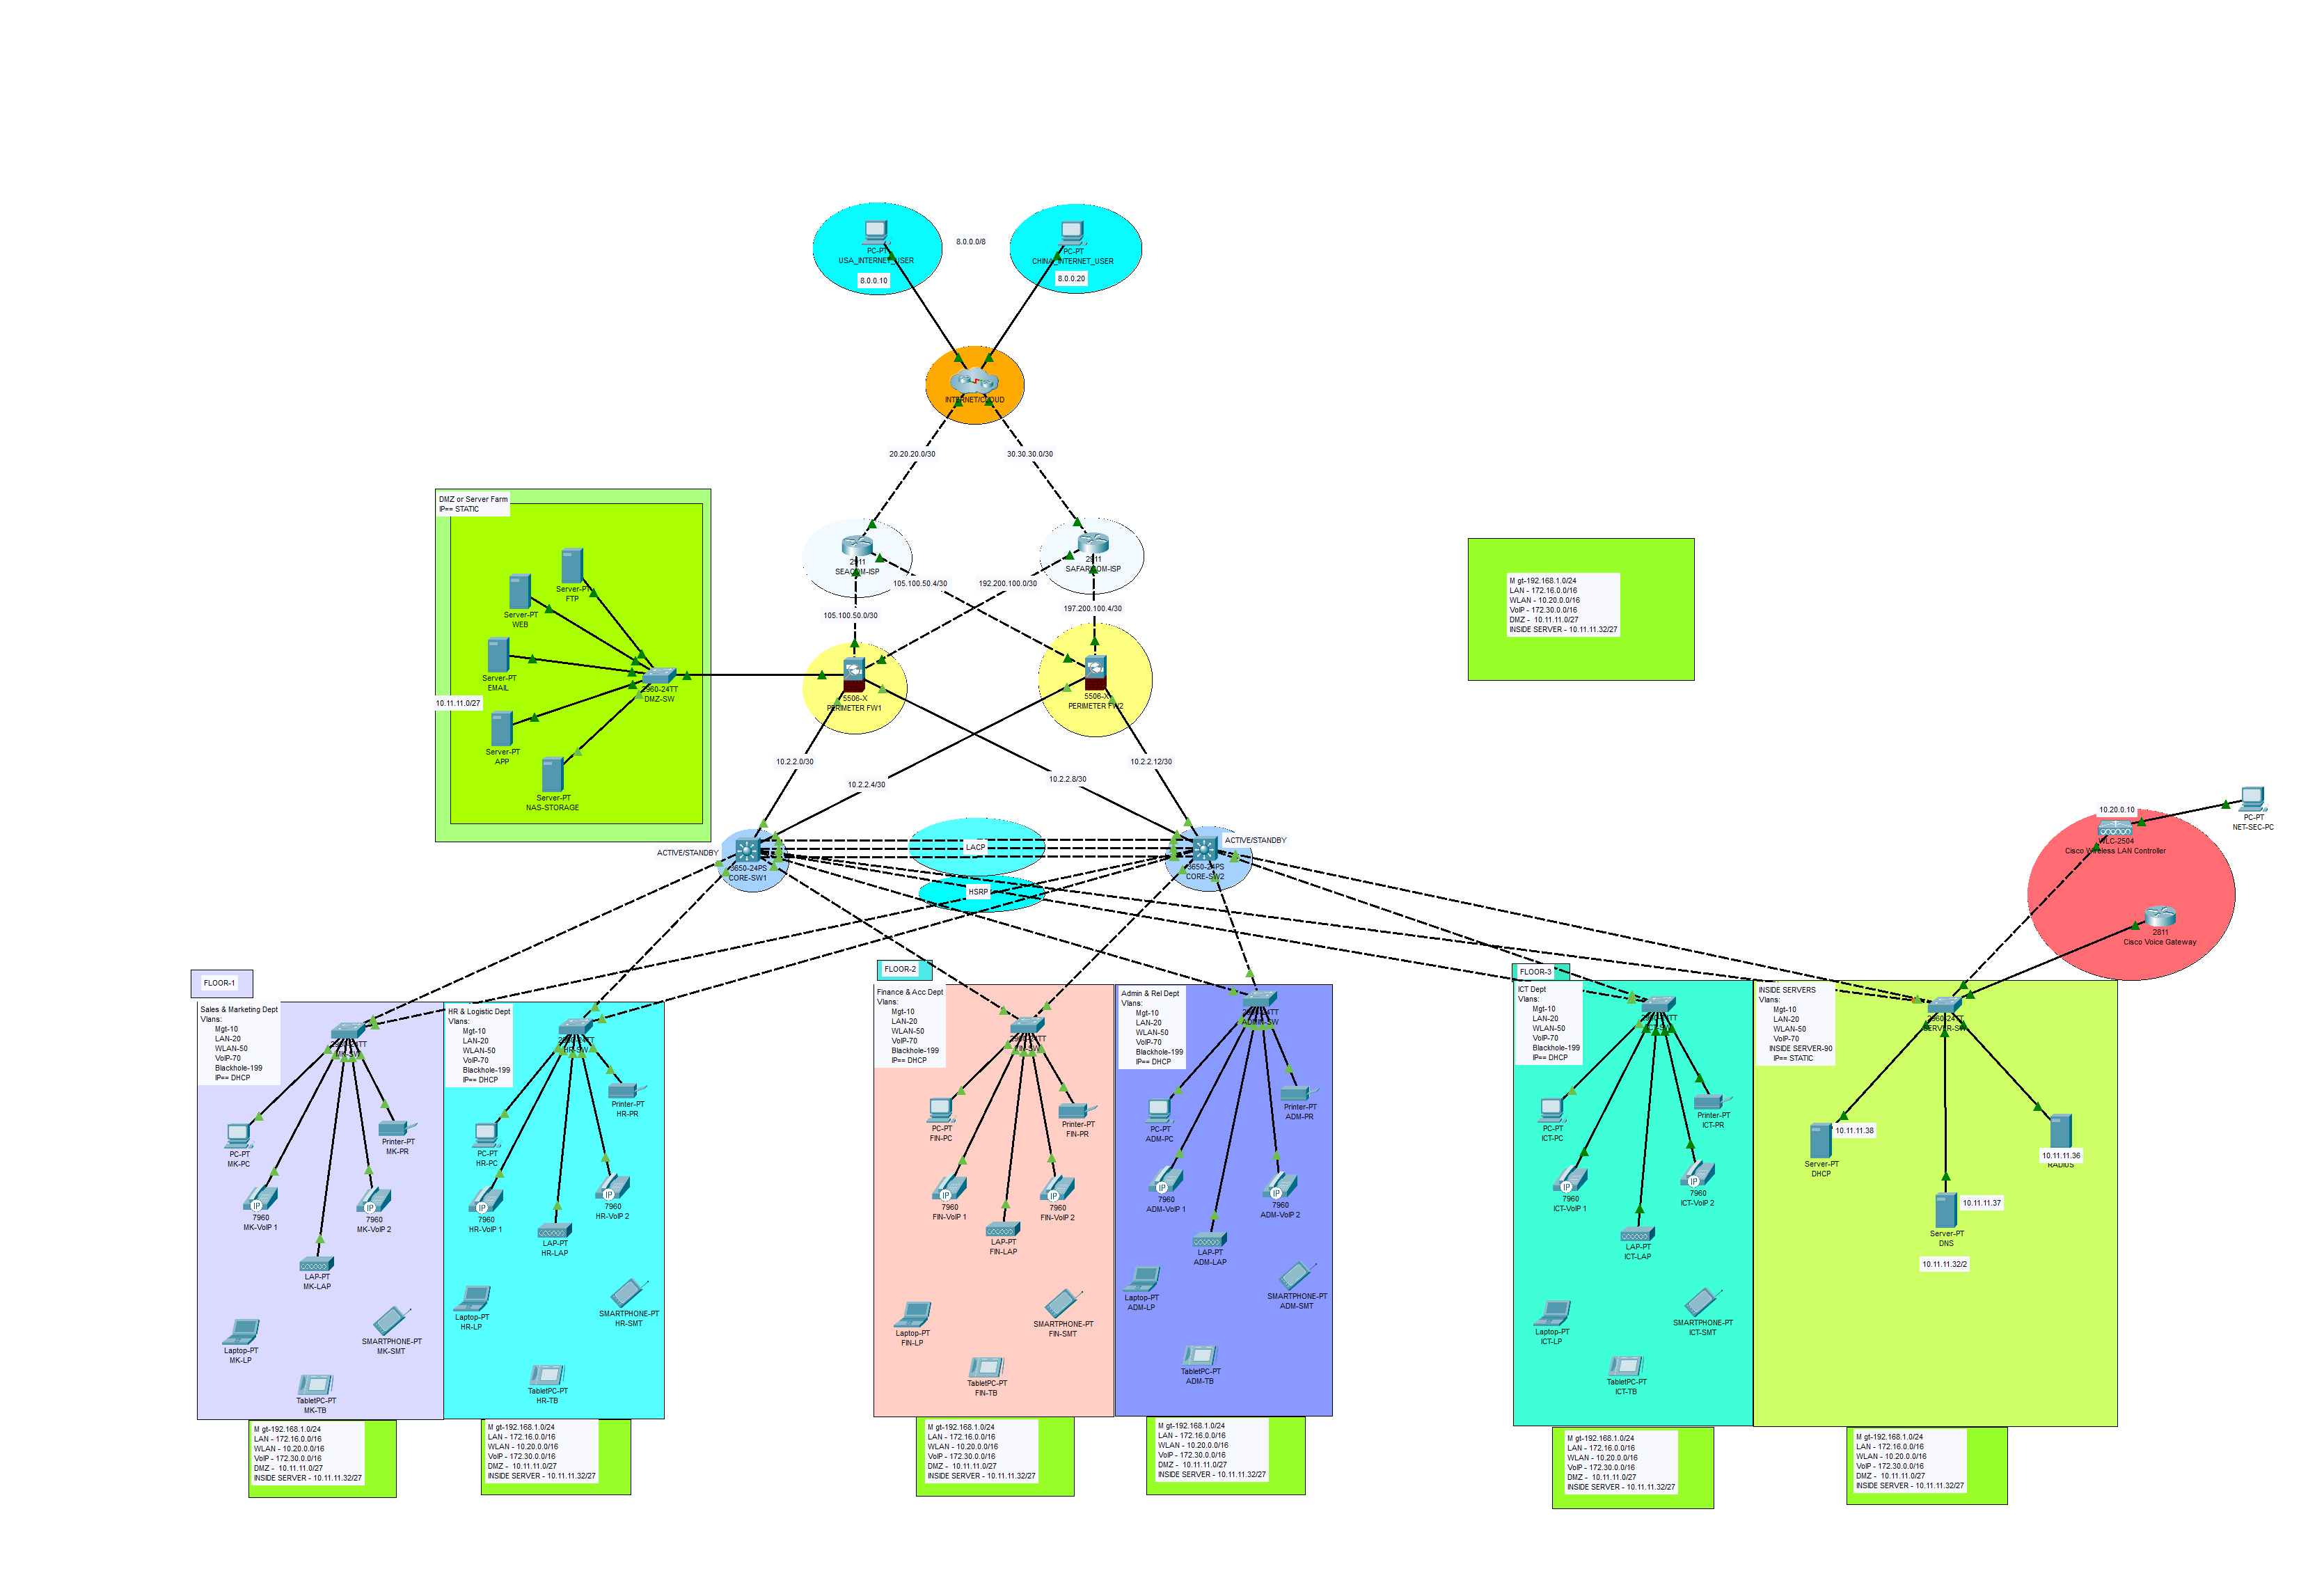 PC-PT
USA_INTERNET_USER
8.0.0.10
8.0.0.0/8
PC-PT
CHINA_INTERNET_USER
8.0.0.20
INTERNET/CLOUD
20.20.20.0/30
30.30.30.0/30
DMZ or Server Farm
IP== STATIC
Server-PT
FTP
Server-PT
WEB
Server-PT
EMAIL
10.11.11.0/27
Server-PT
APP
Server-PT
NAS-STORAGE
2960-24TT
DMZ-SW
2911
SEACOM-ISP
2911
SAFARICOM-ISP
105.100.50.4/30
192.200.100.0/30
105.100.50.0/30
197.200.100.4/30
5506-X
PERIMETER FW1
5506-X
PERIMETER FW2
M gt-192.168.1.0/24
LAN - 172.16.0.0/16
WLAN - 10.20.0.0/16
VoIP - 172.30.0.0/16
DMZ - 10.11.11.0/27
INSIDE SERVER - 10.11.11.32/27
10.2.2.0/30
10.2.2.4/30
10.2.2.8/30
10.2.2.12/30
ACTIVE/STANDBY
3650-24PS
CORE-SW1
LACP
HSRP
ACTIVE/STANDBY
3650-24PS
CORE-SW2
10.20.0.10
PC-PT
NET-SEC-PC
WLC-2504
Cisco Wireless LAN Controller
2811
Cisco Voice Gateway
FLOOR-1
Sales & Marketing Dept
Vlans:
Mgt-10
LAN-20
WLAN-50
VoIP-70
Blackhole-199
IP== DHCP
2960-24TT
MK-SW
PC-PT
MK-PC
Printer-PT
MK-PR
7960
MK-VoIP 1
7960
MK-VoIP 2
LAP-PT
MK-LAP
Laptop-PT
MK-LP
SMARTPHONE-PT
MK-SMT
TabletPC-PT
MK-TB
M gt-192.168.1.0/24
LAN - 172.16.0.0/16
WLAN - 10.20.0.0/16
VoIP - 172.30.0.0/16
DMZ - 10.11.11.0/27
INSIDE SERVER - 10.11.11.32/27
HR & Logistic Dept
Vlans:
Mgt-10
LAN-20
WLAN-50
VoIP-70
Blackhole-199
IP== DHCP
2960-24TT
HR-SW
Printer-PT
HR-PR
PC-PT
HR-PC
7960
HR-VoIP 1
7960
HR-VoIP 2
LAP-PT
HR-LAP
Laptop-PT
HR-LP
SMARTPHONE-PT
HR-SMT
TabletPC-PT
HR-TB
M gt-192.168.1.0/24
LAN - 172.16.0.0/16
WLAN - 10.20.0.0/16
VoIP - 172.30.0.0/16
DMZ - 10.11.11.0/27
INSIDE SERVER - 10.11.11.32/27
FLOOR-2
Finance & Acc Dept
Vlans:
Mgt-10
LAN-20
WLAN-50
VoIP-70
Blackhole-199
IP== DHCP
2960-24TT
FIN-SW
PC-PT
FIN-PC
Printer-PT
FIN-PR
7960
FIN-VoIP 1
7960
FIN-VoIP 2
LAP-PT
FIN-LAP
Laptop-PT
FIN-LP
SMARTPHONE-PT
FIN-SMT
TabletPC-PT
FIN-TB
M gt-192.168.1.0/24
LAN - 172.16.0.0/16
WLAN - 10.20.0.0/16
VoIP - 172.30.0.0/16
DMZ - 10.11.11.0/27
INSIDE SERVER - 10.11.11.32/27
Admin & Rel Dept
Vlans:
Mgt-10
LAN-20
WLAN-50
VoIP-70
Blackhole-199
IP== DHCP
2960-24TT
Printer-PT
ADM-PR
PC-PT
ADM-PC
7960
ADM-VoIP 1
7960
ADM-VoIP 2
LAP-PT
ADM-LAP
Laptop-PT
ADM-LP
SMARTPHONE-PT
ADM-SMT
TabletPC-PT
ADM-TB
M gt-192.168.1.0/24
LAN - 172.16.0.0/16
WLAN - 10.20.0.0/16
VoIP - 172.30.0.0/16
DMZ - 10.11.11.0/27
INSIDE SERVER - 10.11.11.32/27
FLOOR-3
ICT Dept
Vlans:
Mgt-10
LAN-20
WLAN-50
VoIP-70
Blackhole-199
IP== DHCP
2960-24TT
ICT-SW
PC-PT
ICT-PC
Printer-PT
ICT-PR
7960
ICT-VoIP 1
7960
ICT-VoIP 2
LAP-PT
ICT-LAP
Laptop-PT
ICT-LP
SMARTPHONE-PT
ICT-SMT
TabletPC-PT
ICT-TB
M gt-192.168.1.0/24
LAN - 172.16.0.0/16
WLAN - 10.20.0.0/16
VoIP - 172.30.0.0/16
DMZ - 10.11.11.0/27
INSIDE SERVER - 10.11.11.32/27
INSIDE SERVERS
Vlans:
Mgt-10
LAN-20
WLAN-50
VoIP-70
INSIDE SERVER-90
IP== STATIC
2960-24TT
SERVER-SW
10.11.11.38
Server-PT
DHCP
10.11.11.36
RADIUS
10.11.11.37
Server-PT
DNS
10.11.11.32/2
M gt-192.168.1.0/24
LAN - 172.16.0.0/16
WLAN - 10.20.0.0/16
VoIP - 172.30.0.0/16
DMZ - 10.11.11.0/27
INSIDE SERVER - 10.11.11.32/27